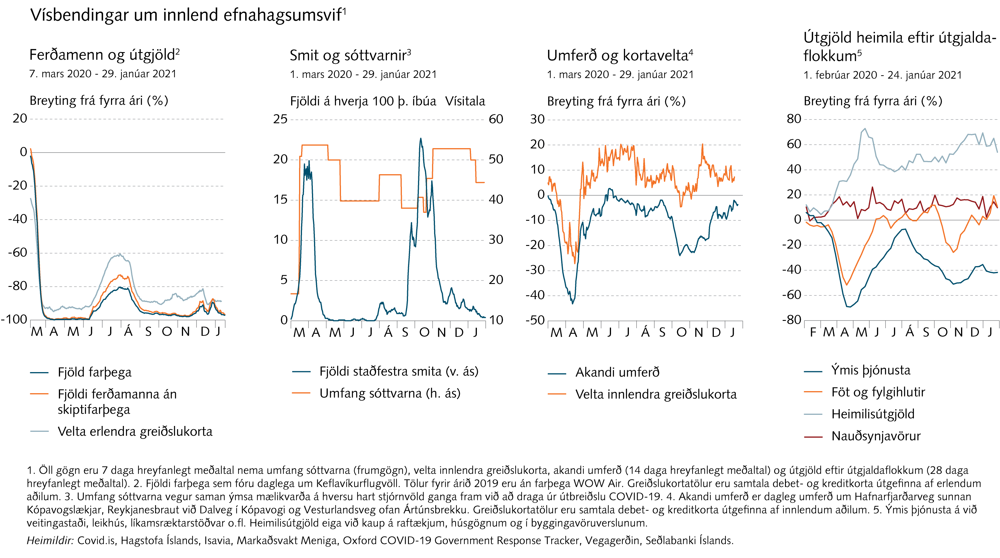 Vísbendingar um innlend efnahagsumsvif1
Ferðamenn og útgjöld2
7. mars 2020 - 29. janúar 2021
Breyting frá fyrra ári (%)
20
0
-20
-40
-60
-80
-100
M A M J J Á S O N D J
Fjöld farþega
Fjöldi ferðamanna án
skiptifarþega
Velta erlendra greiðslukorta
Smit og sóttvarnir3
1. mars 2020 - 29. janúar 2021
Fjöldi á hverja 100 þ. íbúa Vísitala
25 60
20 50
15 40
10 30
5 20
0 10
M A M J J Á S O N D J
Fjöldi staðfestra smita (v. ás)
Umfang sóttvarna (h. ás)
Umferð og kortavelta4
1. mars 2020 - 29. janúar 2021
Breyting frá fyrra ári (%)
30
20
10
0
-10
-20
-30
-40
-50
M A M J J Á S O N D J
Akandi umferð
Velta innlendra greiðslukorta
Útgjöld heimila eftir útgjalda-
flokkum5
1. febrúar 2020 - 24. janúar 2021
Breyting frá fyrra ári (%)
80
60
40
20
0
-20
-40
-60
-80
F M A M J J Á S O N D J
Ýmis þjónusta
Föt og fylgihlutir
Heimilisútgjöld
Nauðsynjavörur
1. Öll gögn eru 7 daga hreyfanlegt meðaltal nema umfang sóttvarna (frumgögn), velta innlendra greiðslukorta, akandi umferð (14 daga hreyfanlegt meðaltal) og útgjöld eftir útgjaldaflokkum (28 daga
hreyfanlegt meðaltal). 2. Fjöldi farþega sem fóru daglega um Keflavíkurflugvöll. Tölur fyrir árið 2019 eru án farþega WOW Air. Greiðslukortatölur eru samtala debet- og kreditkorta útgefinna af erlendum
aðilum. 3. Umfang sóttvarna vegur saman ýmsa mælikvarða á hversu hart stjórnvöld ganga fram við að draga úr útbreiðslu COVID-19. 4. Akandi umferð er dagleg umferð um Hafnarfjarðarveg sunnan
Kópavogslækjar, Reykjanesbraut við Dalveg í Kópavogi og Vesturlandsveg ofan Ártúnsbrekku. Greiðslukortatölur eru samtala debet- og kreditkorta útgefinna af innlendum aðilum. 5. Ýmis þjónusta á við
veitingastaði, leikhús, líkamsræktarstöðvar o.fl. Heimilisútgjöld eiga við kaup á raftækjum, húsgögnum og í byggingavöruverslunum.
Heimildir: Covid.is, Hagstofa Íslands, Isavia, Markaðsvakt Meniga, Oxford COVID-19 Government Response Tracker, Vegagerðin, Seðlabanki Íslands.